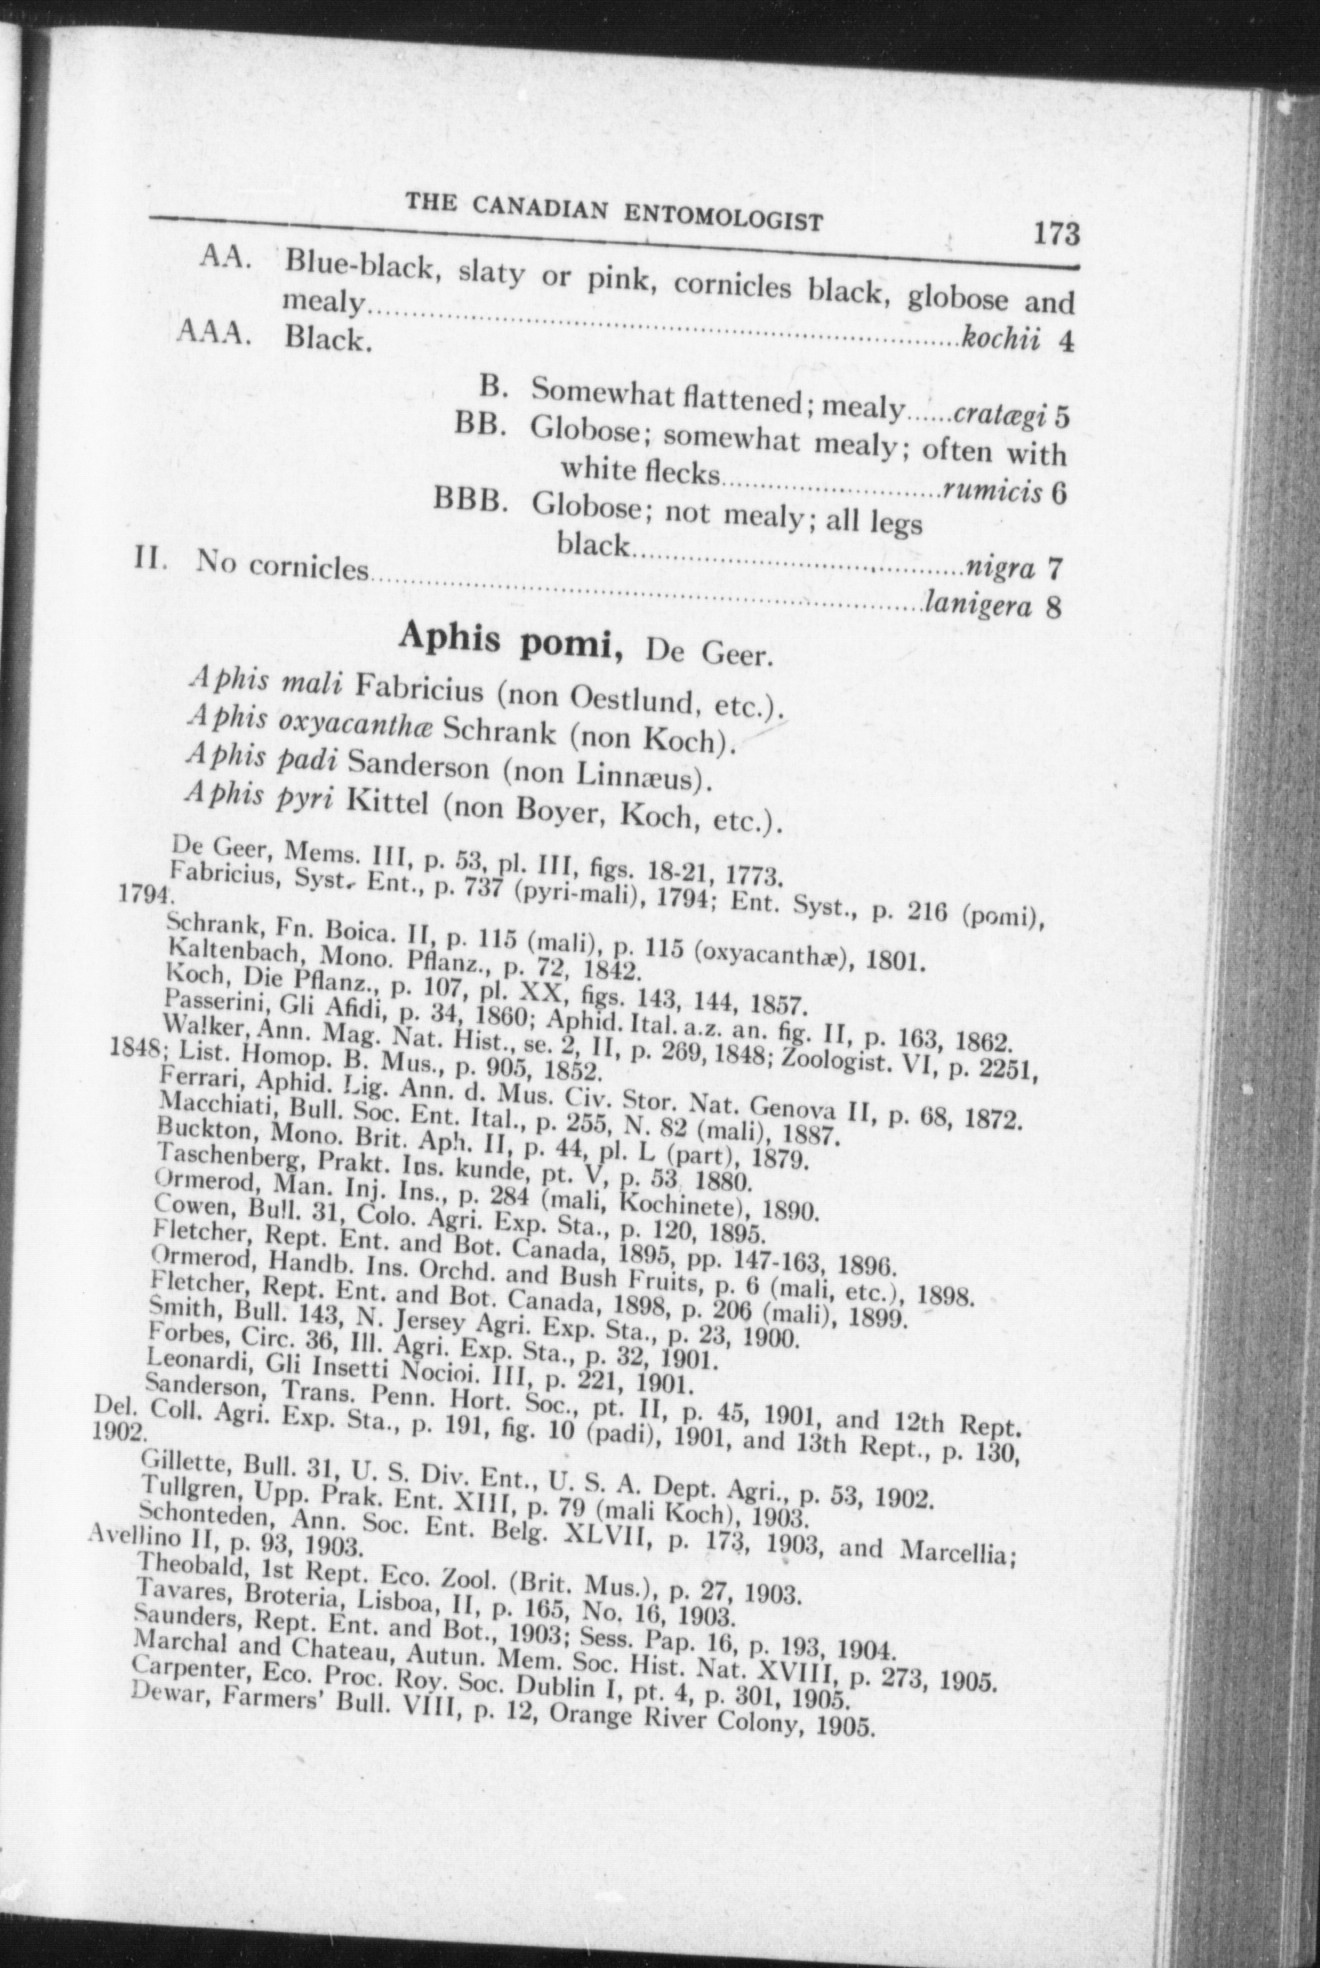 THE CANADIAN ENTOMOLOGIST 173
AA. Blue-black, slaty or pink, cornicles black, globose and
mealy........kochii 4
AAA. Black.
B. Somewhat flattened; mealy......cratægi 5
BB. Globose; somewhat mealy; often with
white flecks........rumicis 6
BBB. Globose; not mealy; all legs
black........nigra 7
II. No cornicles........lanigera 8
Aphis pomi, De Geer.
Aphis mali Fabricius (non Oestlund, etc.).
Aphis oxyacanthæ Schrank (non Koch).
Aphis padi Sanderson (non Linnæus).
Aphis pyri Kittel (non Boyer, Koch, etc.).
De Geer, Mems. III, p. 53, pl. III, figs. 18-21, 1773.
Fabricius, Syst. Ent., p. 737 (pyri-mali), 1794; Ent. Syst., p. 216 (pomi),
1794.
Schrank, Fn. Boica. II, p. 115 (mali), p. 115 (oxyacanthæ), 1801.
Kaltenbach, Mono. Pflanz., p. 72, 1842.
Koch, Die Pflanz., p. 107, pl. XX, figs. 143, 144, 1857.
Passerini, Gli Afidi, p. 34, 1860; Aphid. Ital. a.z. an. fig. II, p. 163, 1862.
Walker, Ann. Mag. Nat. Hist., se. 2, II, p. 269, 1848; Zoologist. VI, p. 2251,
1848; List. Homop. B. Mus., p. 905, 1852.
Ferrari, Aphid. Lig. Ann. d. Mus. Civ. Stor. Nat. Genova II, p. 68, 1872.
Macchiati, Bull. Soc. Ent. Ital., p. 255, N. 82 (mali), 1887.
Buckton, Mono. Brit. Aph. II, p. 44, pl. L (part), 1879.
Taschenberg, Prakt. Ins. kunde, pt. V, p. 53, 1880.
Ormerod, Man. Inj. Ins., p. 284 (mali, Kochinete), 1890.
Cowen, Bull. 31, Colo. Agri. Exp. Sta., p. 120, 1895.
Fletcher, Rept. Ent. and Bot. Canada, 1895, pp. 147-163, 1896.
Ormerod, Handb. Ins. Orchd. and Bush Fruits, p. 6 (mali, etc.), 1898.
Fletcher, Rept. Ent. and Bot. Canada, 1898, p. 206 (mali), 1899.
Smith, Bull. 143, N. Jersey Agri. Exp. Sta., p. 23, 1900.
Forbes, Circ. 36, Ill. Agri. Exp. Sta., p. 32, 1901.
Leonardi, Gli Insetti Nocioi. III, p. 221, 1901.
Sanderson, Trans. Penn. Hort. Soc., pt. II, p. 45, 1901, and 12th Rept.
Del. Coll. Agri. Exp. Sta., p. 191, fig. 10 (padi), 1901, and 13th Rept., p. 130,
1902.
Gillette, Bull. 31, U. S. Div. Ent., U. S. A. Dept. Agri., p. 53, 1902.
Tullgren, Upp. Prak. Ent. XIII, p. 79 (mali Koch), 1903.
Schonteden, Ann. Soc. Ent. Belg. XLVII, p. 173, 1903, and Marcellia;
Avellino II, p. 93, 1903.
Theobald, 1st Rept. Eco. Zool. (Brit. Mus.), p. 27, 1903.
Tavares, Broteria, Lisboa, II, p. 165, No. 16, 1903.
Saunders, Rept. Ent. and Bot., 1903; Sess. Pap. 16, p. 193, 1904.
Marchal and Chateau, Autun. Mem. Soc. Hist. Nat. XVIII, p. 273, 1905.
Carpenter, Eco. Proc. Roy. Soc. Dublin I, pt. 4, p. 301, 1905.
Dewar, Farmers' Bull. VIII, p. 12, Orange River Colony, 1905.